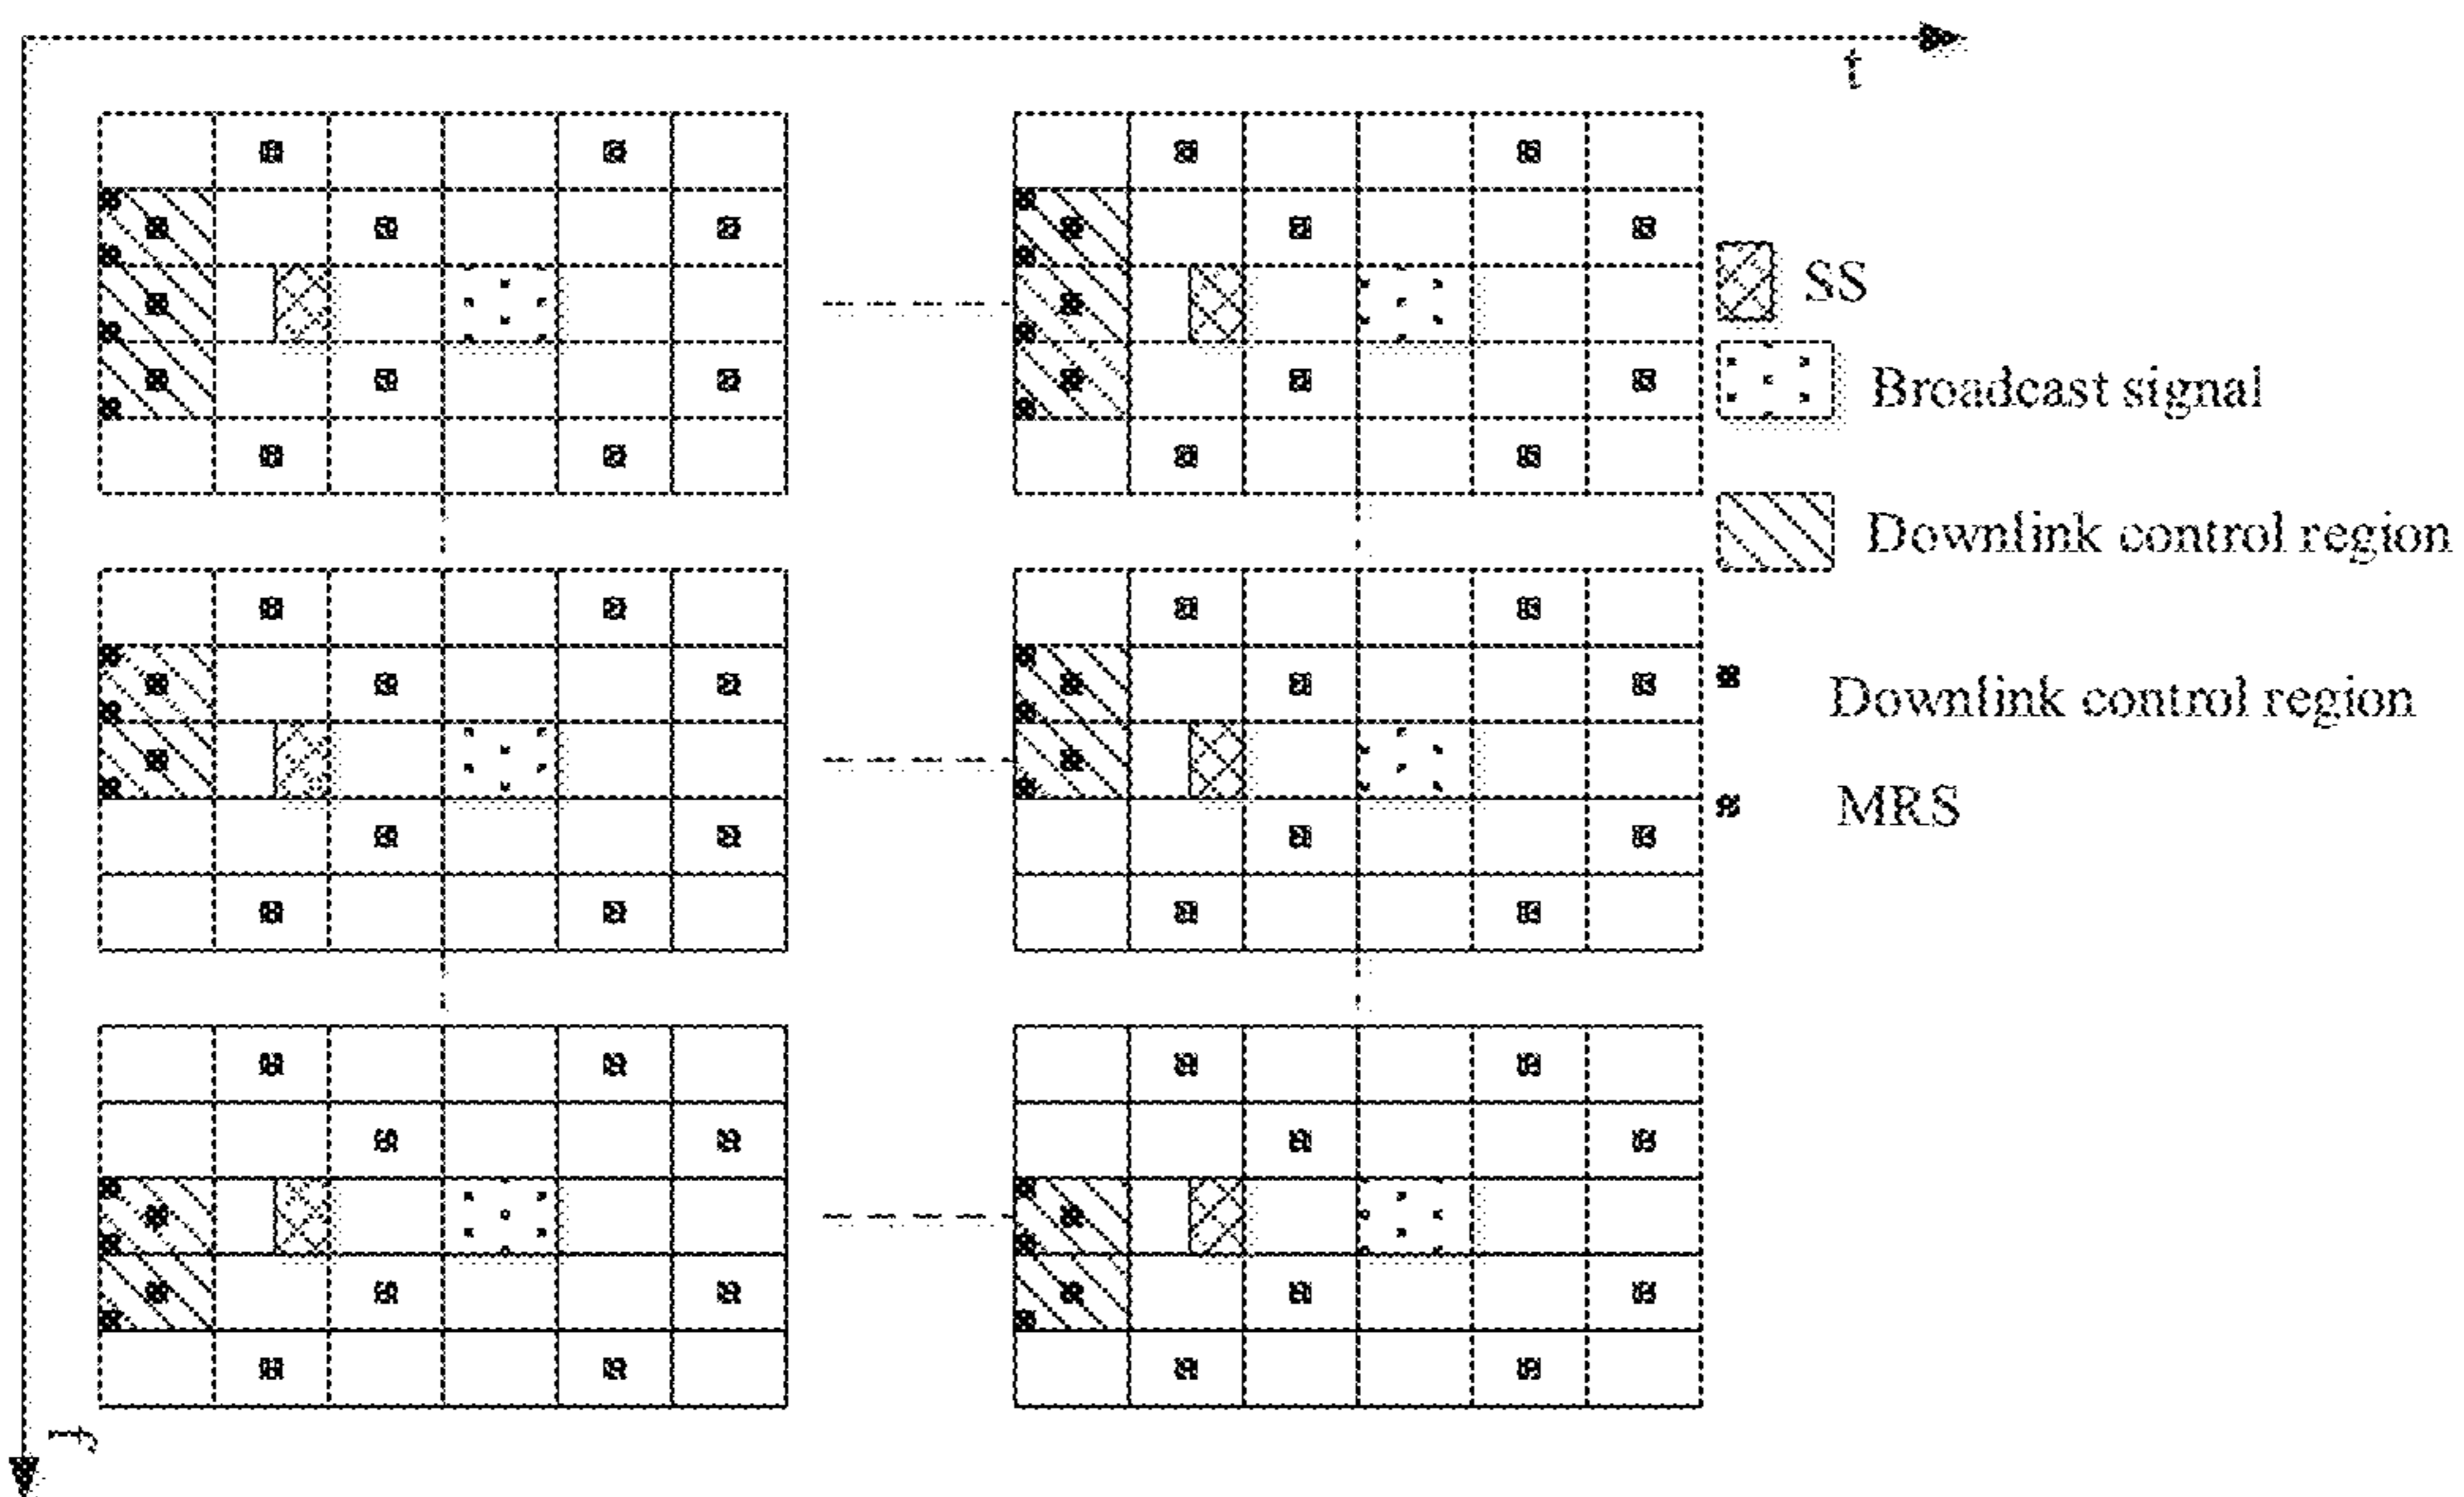 t
SS
Broadcast signal
Downlink control region
Downlink control region
MRS
f